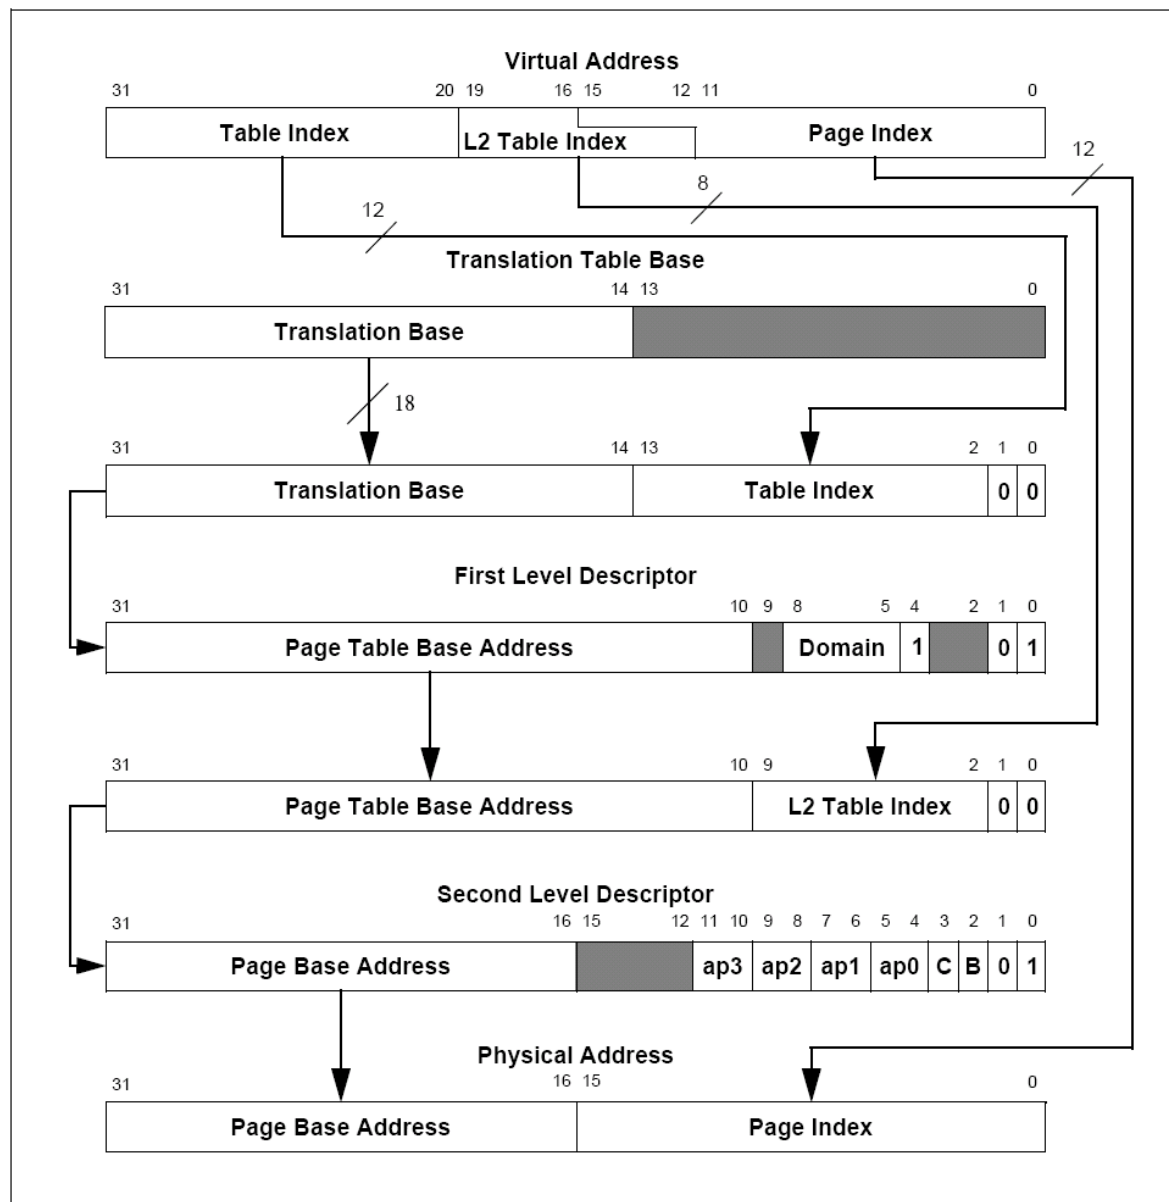 Virtual Address
31 20 19 16 15 12 11 0
Table Index L2 Table Index Page Index
12
8
12
Translation Table Base
31 14 13 0
Translation Base
18
31 14 13 2 1 0
Translation Base Table Index 0 0
First Level Descriptor
31 10 9 8 5 4 2 1 0
Page Table Base Address Domain 1 0 1
31 10 9 2 1 0
Page Table Base Address L2 Table Index 0 0
Second Level Descriptor
31 16 15 12 11 10 9 8 7 6 5 4 3 2 1 0
Page Base Address ap3 ap2 ap1 ap0 C B 0 1
Physical Address
31 16 15 0
Page Base Address Page Index